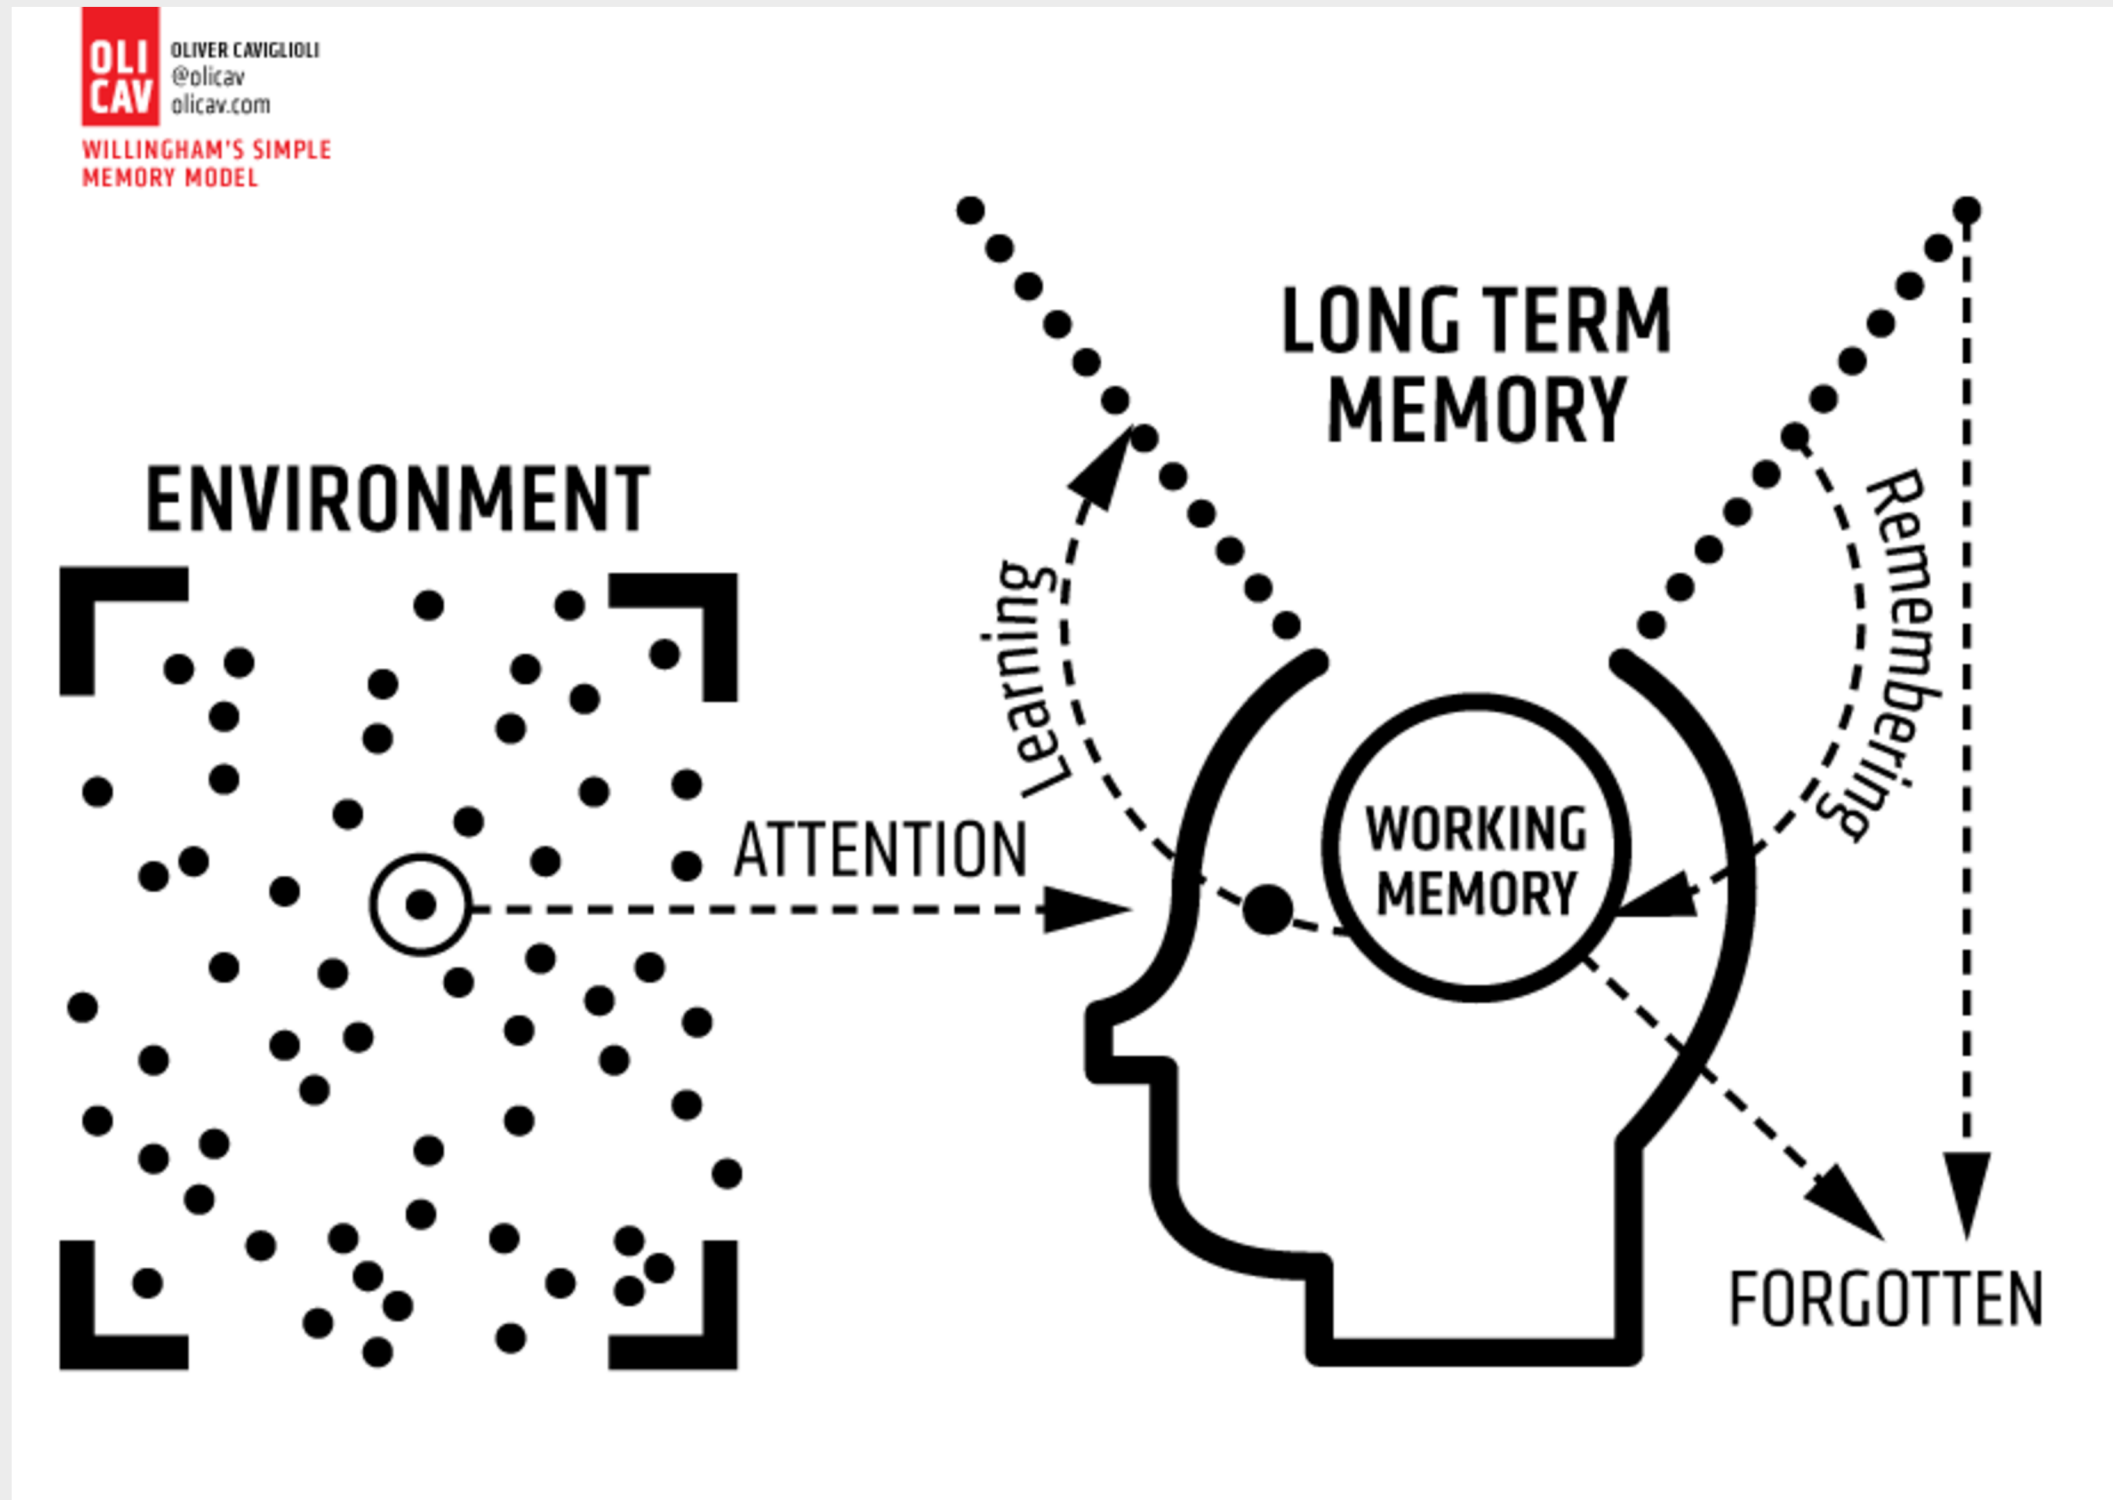 OLI
CAV
OLIVER CAVIGLIOLI
@olicav
olicav.com
WILLINGHAM'S SIMPLE
MEMORY MODEL
LONG TERM
MEMORY
ENVIRONMENT
Learning
Remembering
ATTENTION
WORKING
MEMORY
FORGOTTEN